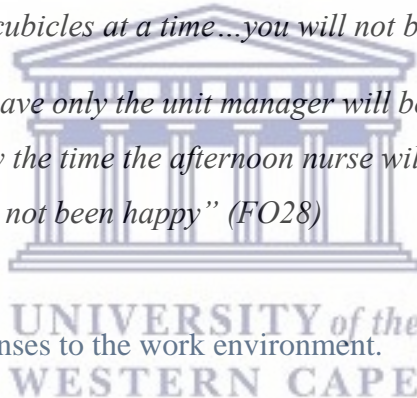 cubicles at a time…you will not b
ave only the unit manager will be
y the time the afternoon nurse wil
not been happy” (FO28)
UNIVERSITY of the
nses to the work environment.
WESTERN CAPE